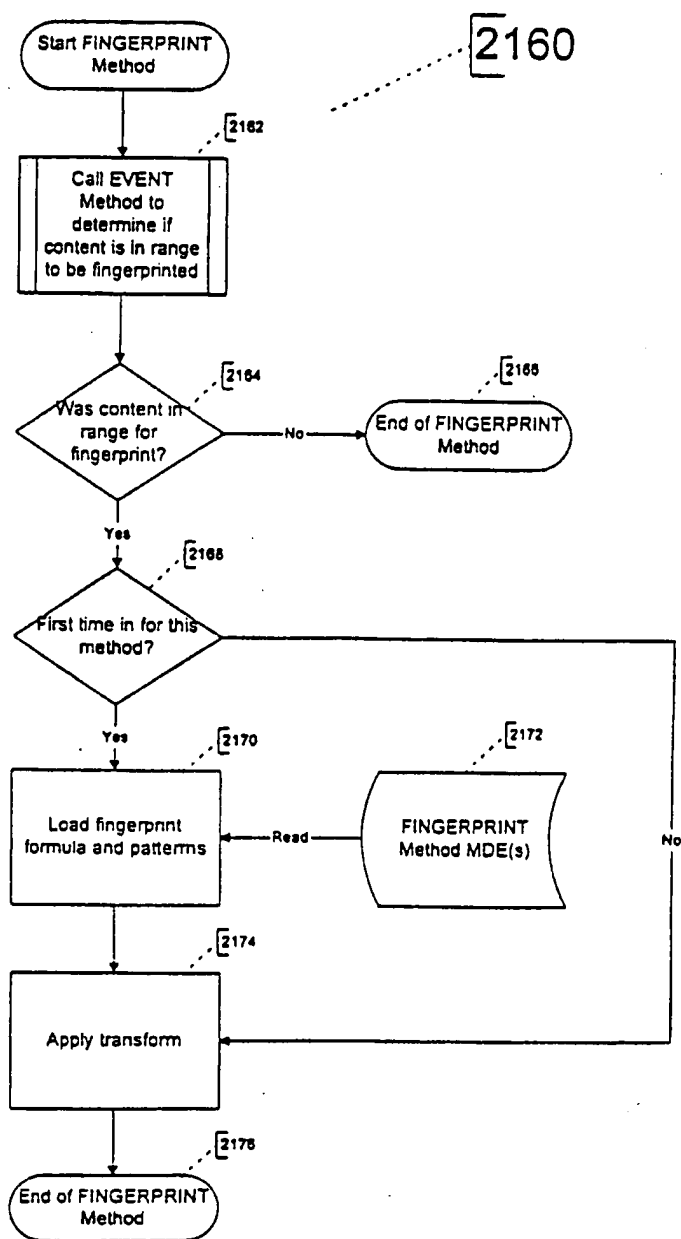 Start FINGERPRINT
Method
2160
2162
Call EVENT
Method to
determine if
content is in range
to be fingerprinted
2164
Was content in
range for
fingerprint?
No
2166
End of FINGERPRINT
Method
Yes
2168
First time in for this
method?
Yes
2170
2172
Load fingerprint
formula and patterns
Read
FINGERPRINT
Method MDE(s)
No
2174
Apply transform
2176
End of FINGERPRINT
Method